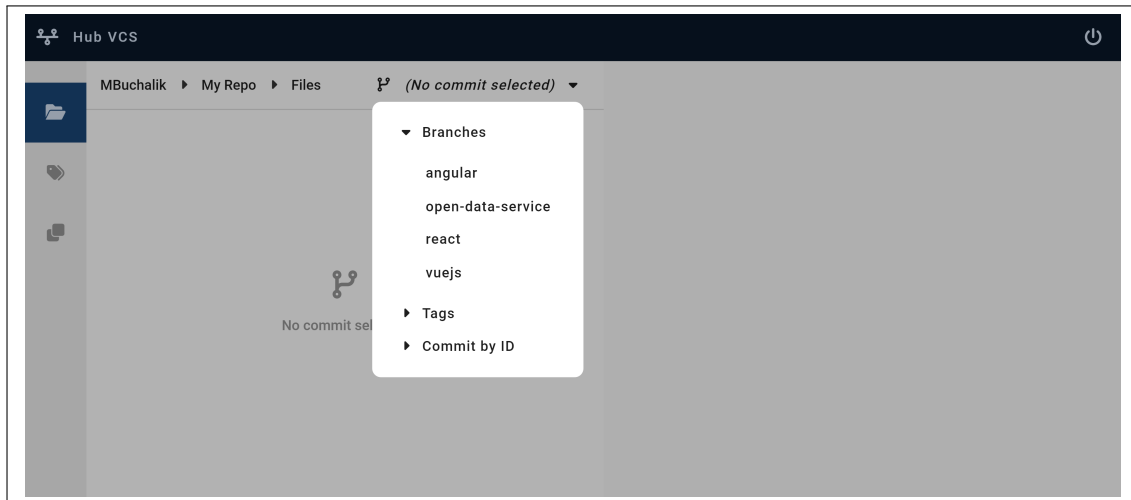 Hub VCS
MBuchalik My Repo Files (No commit selected)
Branches
angular
open-data-service
react
vuejs
Tags
Commit by ID
No commit sel